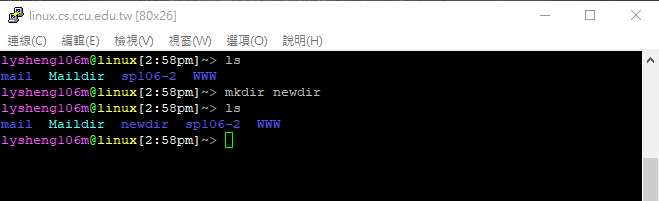 linux.cs.ccu.edu.tw [80x26]
連線(C) 編輯(E) 檢視(V) 視窗(W) 選項(O) 說明(H)
lysheng106m@linux[2:58pm]~> ls
mail Maildir sp106-2 WWW
lysheng106m@linux[2:58pm]~> mkdir newdir
lysheng106m@linux[2:58pm]~> ls
mail Maildir newdir sp106-2 WWW
lysheng106m@linux[2:58pm]~>